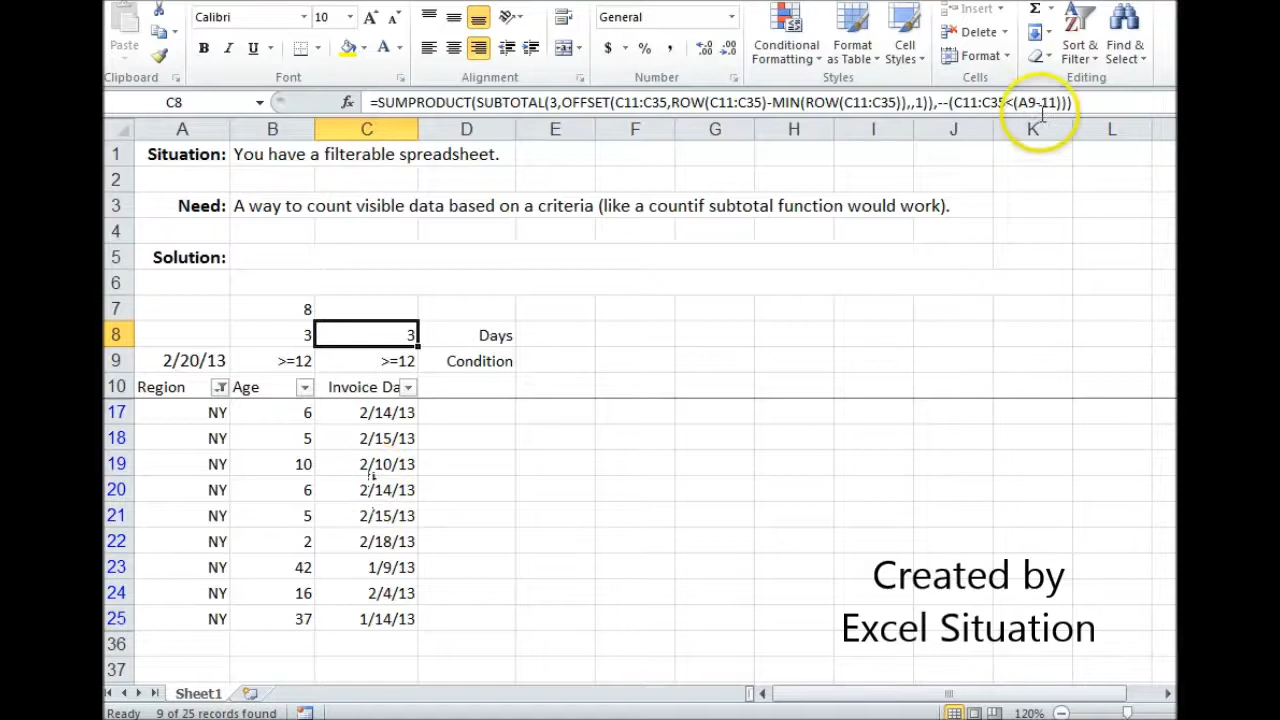 Calibri 10 General Insert Σ
Paste B I U $ % , Conditional Formatting Format as Table Cell Styles Delete Format Sort & Filter Find & Select
Clipboard Font Alignment Number Styles Cells Editing
C8 fx =SUMPRODUCT(SUBTOTAL(3,OFFSET(C11:C35,ROW(C11:C35)-MIN(ROW(C11:C35)),,1)),--(C11:C35<(A9-11)))
A B C D E F G H I J K L
1 Situation: You have a filterable spreadsheet.
2
3 Need: A way to count visible data based on a criteria (like a countif subtotal function would work).
4
5 Solution:
6
7 8
8 3 3 Days
9 2/20/13 >=12 >=12 Condition
10 Region Age Invoice Da
17 NY 6 2/14/13
18 NY 5 2/15/13
19 NY 10 2/10/13
20 NY 6 2/14/13
21 NY 5 2/15/13
22 NY 2 2/18/13
23 NY 42 1/9/13
24 NY 16 2/4/13
25 NY 37 1/14/13
36
37
Created by
Excel Situation
Sheet1
Ready 9 of 25 records found 120%